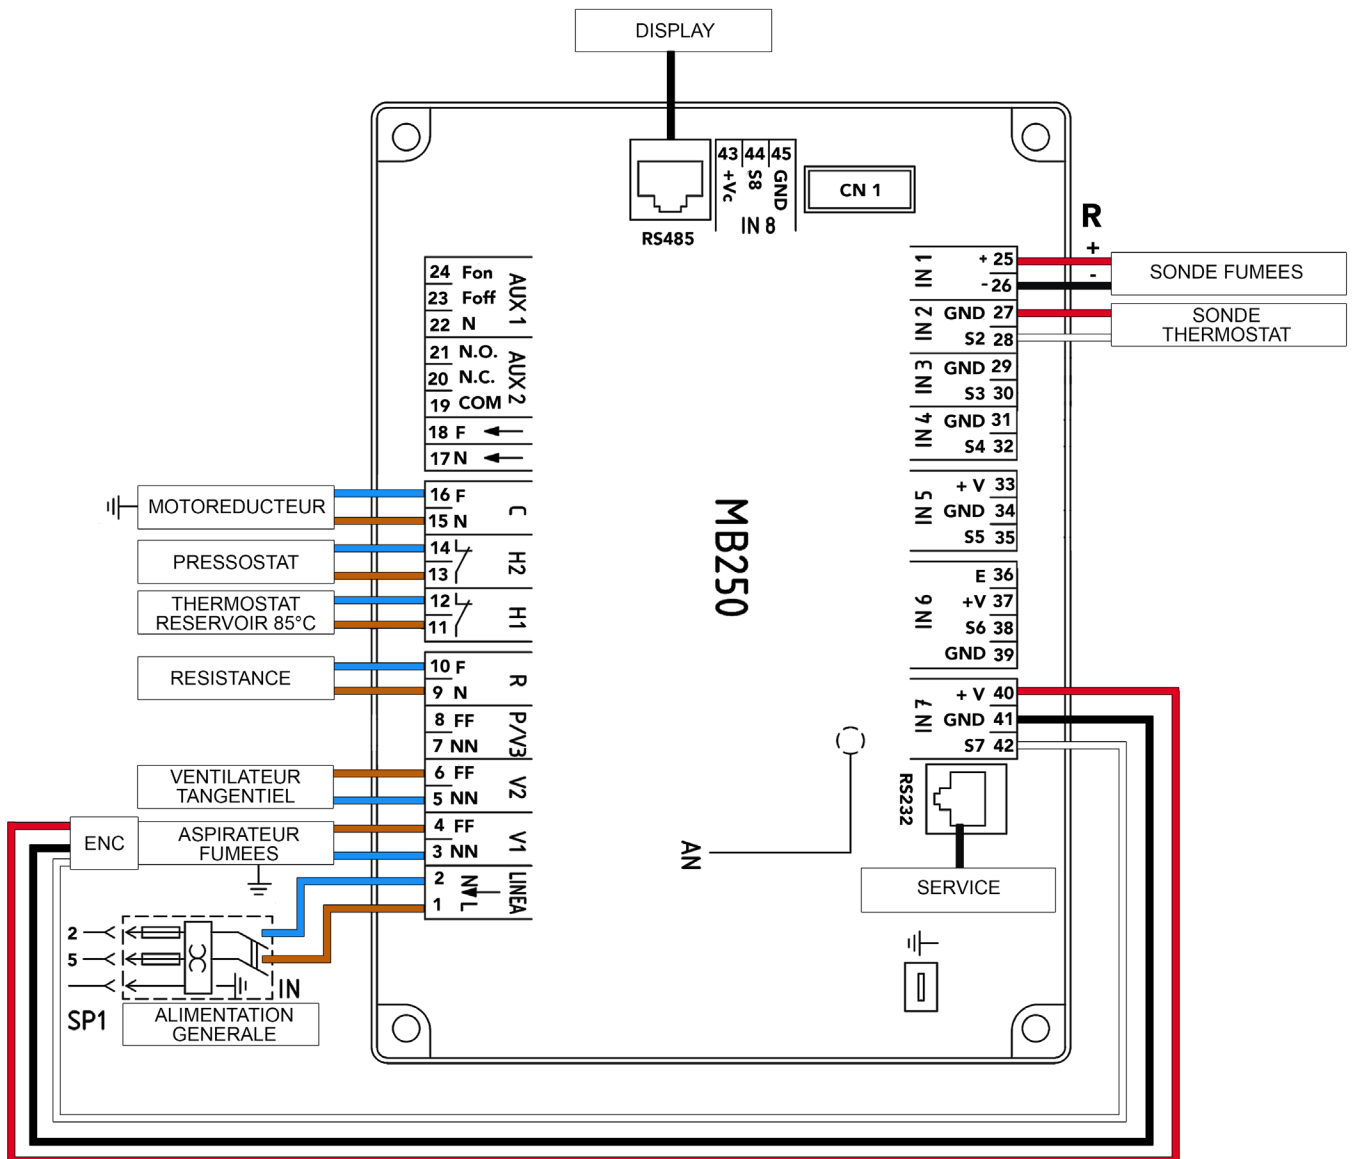 DISPLAY
43 44 45
+Vc S8 GND
IN 8
CN 1
RS485
R
+
-
24 Fon
23 Foff
22 N
AUX 1
21 N.O.
20 N.C.
19 COM
AUX 2
18 F
17 N
MOTOREDUCTEUR
16 F
15 N
C
PRESSOSTAT
14
13
H2
THERMOSTAT
RESERVOIR 85°C
12
11
H1
RESISTANCE
10 F
9 N
R
8 FF
7 NN
P/V3
VENTILATEUR
TANGENTIEL
6 FF
5 NN
V2
ENC
ASPIRATEUR
FUMEES
4 FF
3 NN
V1
2 N
1 L
LINEA
2
5
IN
SP1
ALIMENTATION
GENERALE
MB250
AN
IN 1
+ 25
- 26
SONDE FUMEES
IN 2
GND 27
S2 28
SONDE
THERMOSTAT
IN 3
GND 29
S3 30
IN 4
GND 31
S4 32
IN 5
+ V 33
GND 34
S5 35
IN 6
E 36
+V 37
S6 38
GND 39
IN 7
+ V 40
GND 41
S7 42
RS232
SERVICE